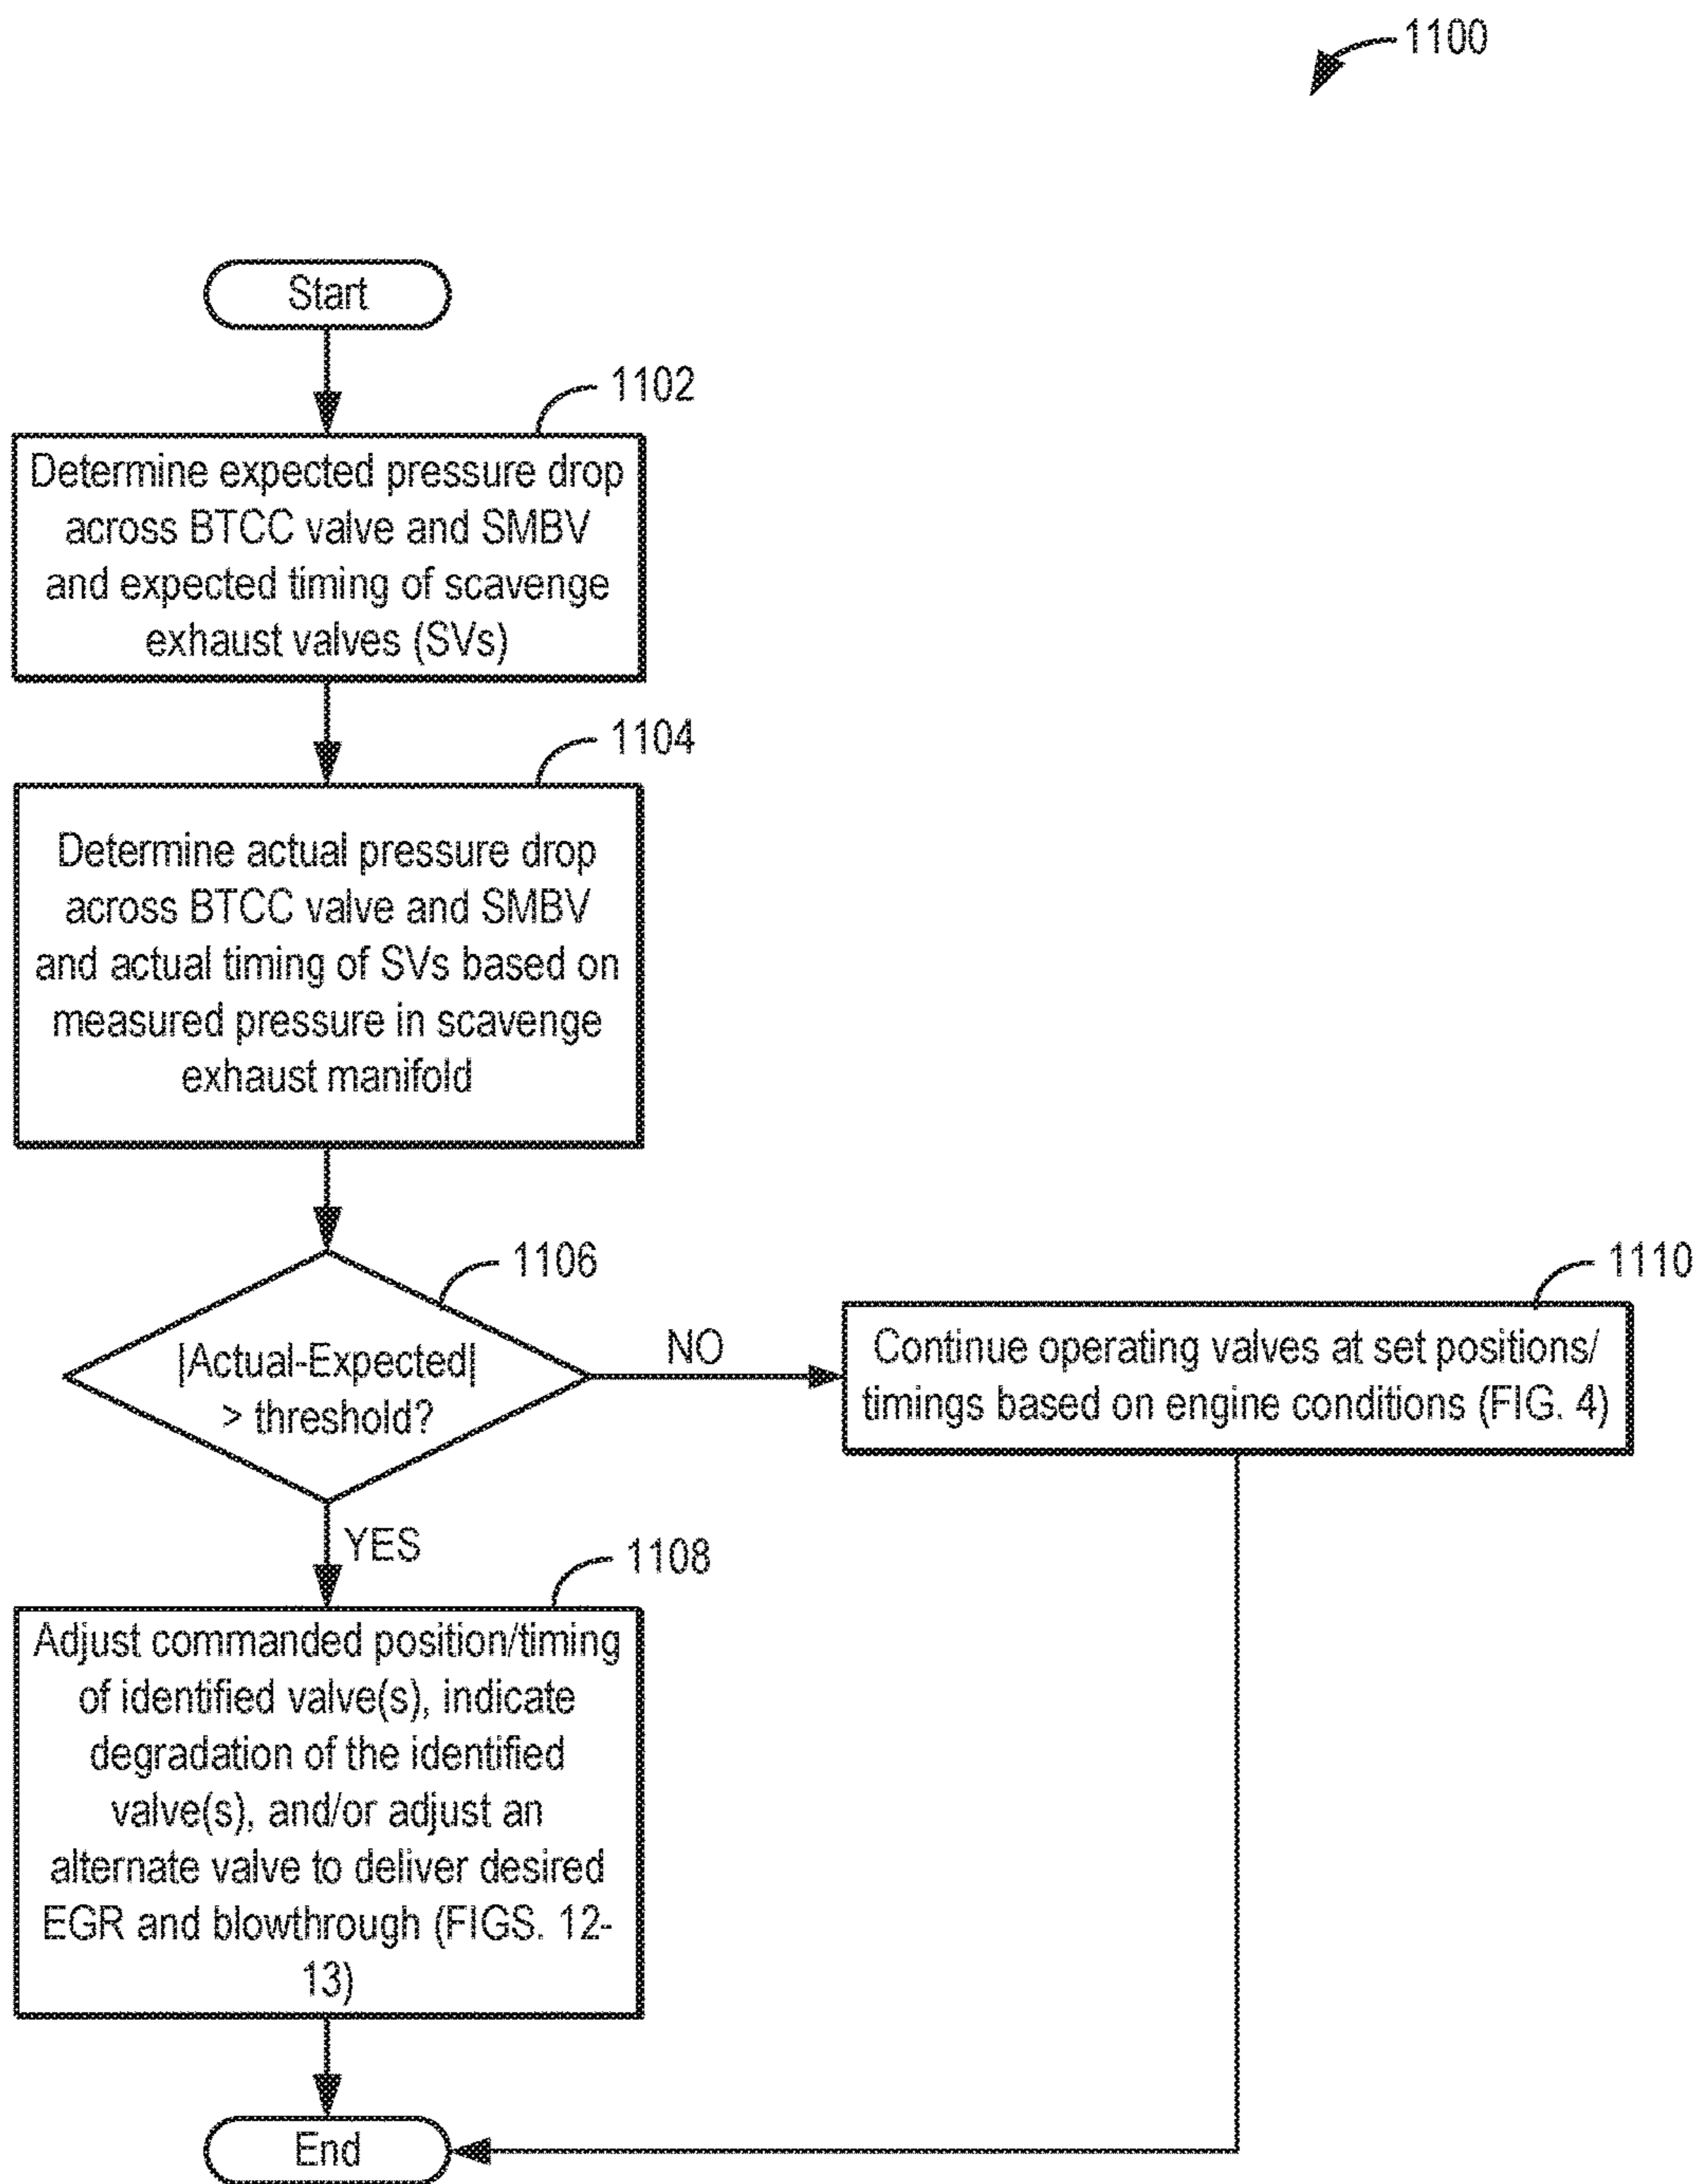 1100
Start
1102
Determine expected pressure drop
across BTCC valve and SMBV
and expected timing of scavenge
exhaust valves (SVs)
1104
Determine actual pressure drop
across BTCC valve and SMBV
and actual timing of SVs based on
measured pressure in scavenge
exhaust manifold
1106
|Actual-Expected|
> threshold?
NO
1110
Continue operating valves at set positions/
timings based on engine conditions (FIG. 4)
YES
1108
Adjust commanded position/timing
of identified valve(s), indicate
degradation of the identified
valve(s), and/or adjust an
alternate valve to deliver desired
EGR and blowthrough (FIGS. 12-
13)
End